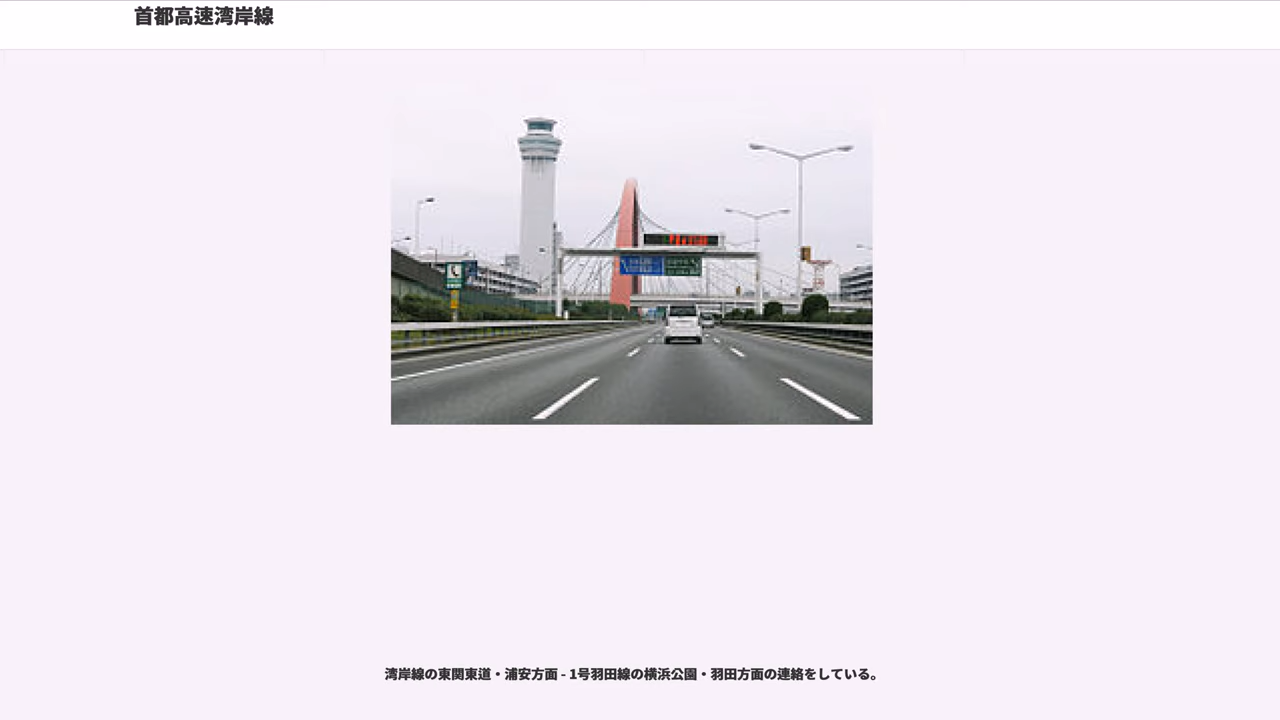 首都高速湾岸線
湾岸線の東関東道・浦安方面 - 1号羽田線の横浜公園・羽田方面の連絡をしている。